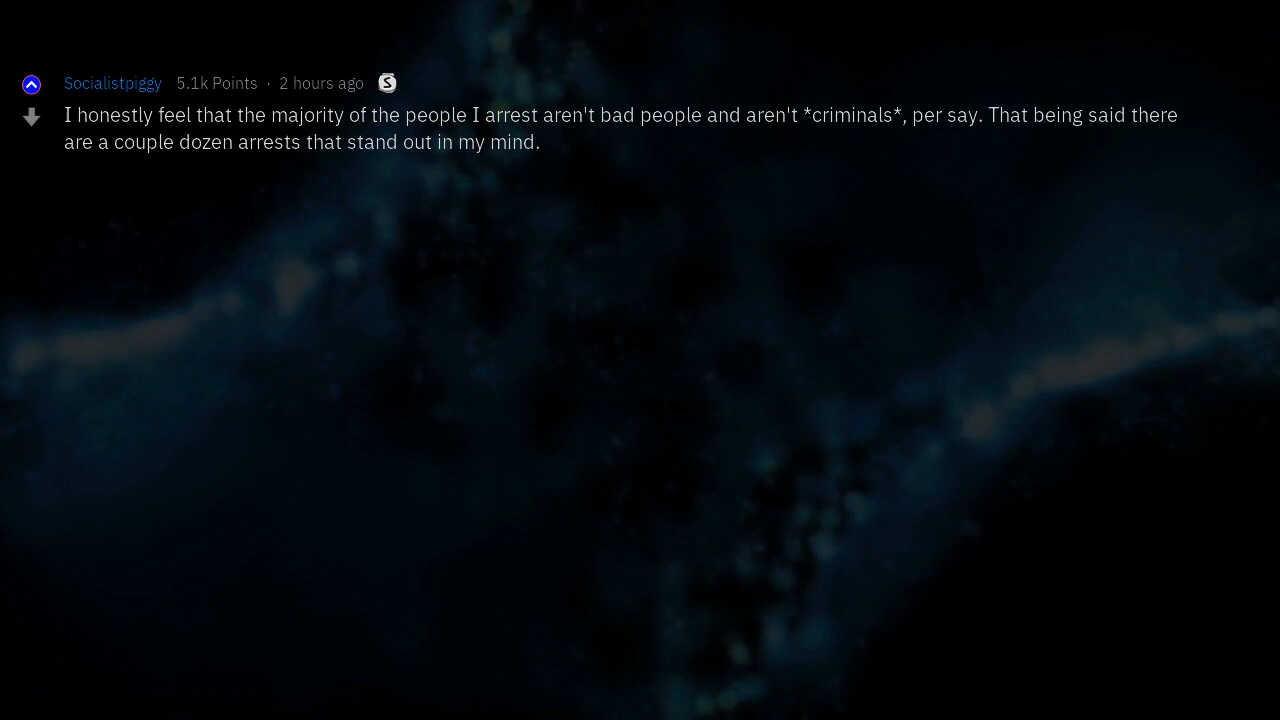 Socialistpiggy 5.1k Points · 2 hours ago S
I honestly feel that the majority of the people I arrest aren't bad people and aren't *criminals*, per say. That being said there
are a couple dozen arrests that stand out in my mind.